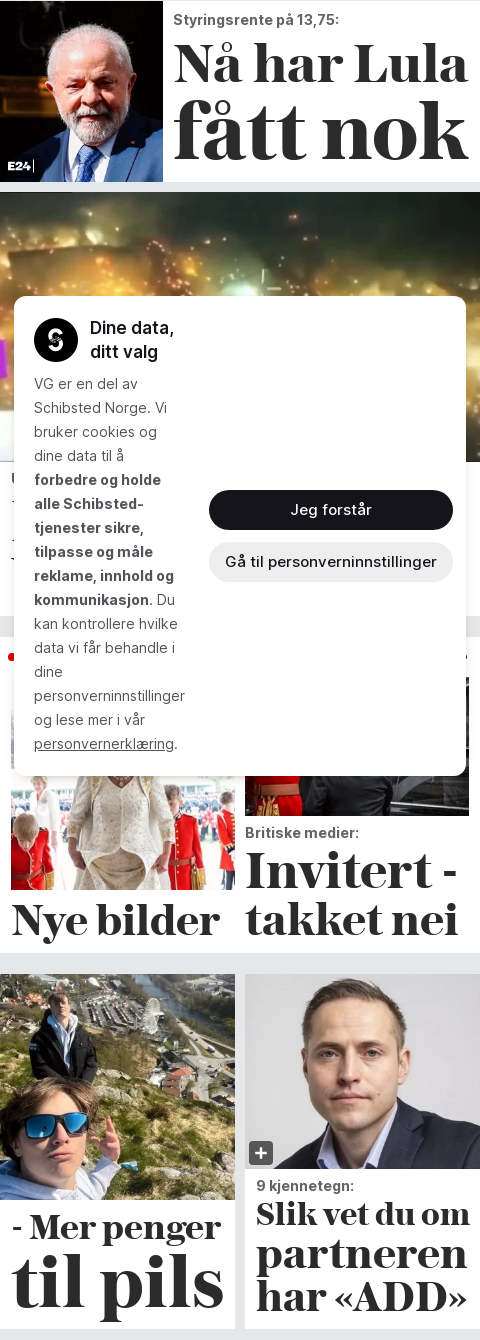 Styringsrente på 13,75:
Nå har Lula
fått nok
E24
Dine data,
ditt valg
VG er en del av
Schibsted Norge. Vi
bruker cookies og
dine data til å
forbedre og holde
alle Schibsted-
tjenester sikre,
tilpasse og måle
reklame, innhold og
kommunikasjon. Du
kan kontrollere hvilke
data vi får behandle i
dine
personverninnstillinger
og lese mer i vår
personvernerklæring.
Jeg forstår
Gå til personverninnstillinger
Nye bilder
Britiske medier:
Invitert -
takket nei
- Mer penger
til pils
9 kjennetegn:
Slik vet du om
partneren
har «ADD»